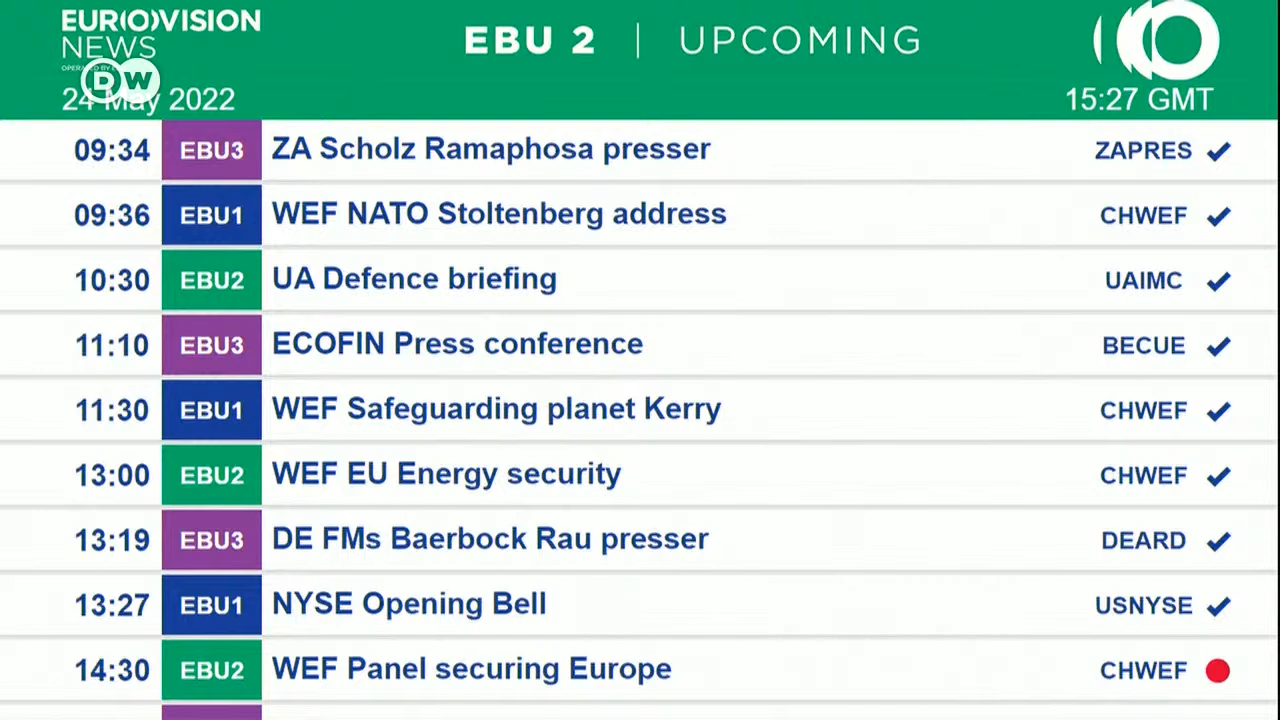 EUR(O)VISION
NEWS
DW
24 May 2022
EBU 2 | UPCOMING
15:27 GMT
09:34 EBU3 ZA Scholz Ramaphosa presser ZAPRES
09:36 EBU1 WEF NATO Stoltenberg address CHWEF
10:30 EBU2 UA Defence briefing UAIMC
11:10 EBU3 ECOFIN Press conference BECUE
11:30 EBU1 WEF Safeguarding planet Kerry CHWEF
13:00 EBU2 WEF EU Energy security CHWEF
13:19 EBU3 DE FMs Baerbock Rau presser DEARD
13:27 EBU1 NYSE Opening Bell USNYSE
14:30 EBU2 WEF Panel securing Europe CHWEF